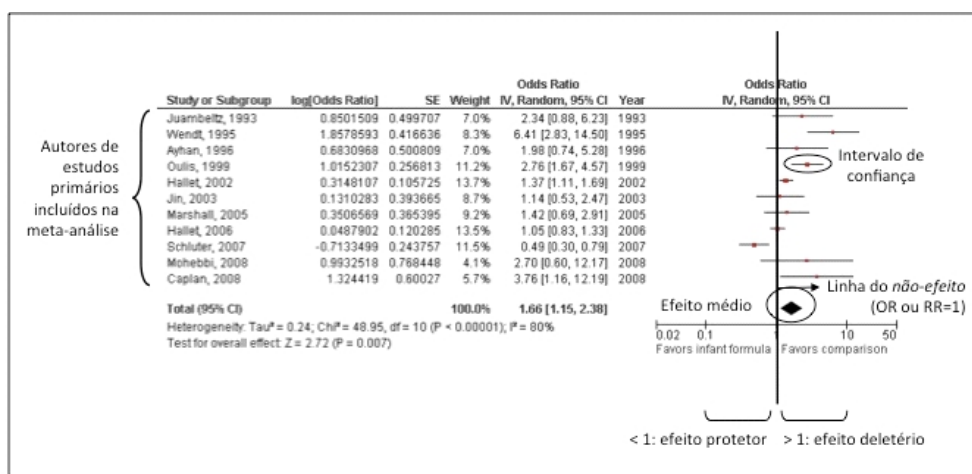 Odds Ratio Odds Ratio
Study or Subgroup log[Odds Ratio] SE Weight IV, Random, 95% CI Year IV, Random, 95% CI
Juambeltz, 1993 0.8501509 0.499707 7.0% 2.34 [0.88, 6.23] 1993
Wendt, 1995 1.8578593 0.416636 8.3% 6.41 [2.83, 14.50] 1995
Ayhan, 1996 0.6830968 0.500809 7.0% 1.98 [0.74, 5.28] 1996
Oulis, 1999 1.0152307 0.256813 11.2% 2.76 [1.67, 4.57] 1999
Hallet, 2002 0.3148107 0.105725 13.7% 1.37 [1.11, 1.69] 2002
Jin, 2003 0.1310283 0.393665 8.7% 1.14 [0.53, 2.47] 2003
Marshall, 2005 0.3506569 0.365395 9.2% 1.42 [0.69, 2.91] 2005
Hallet, 2006 0.0487902 0.120285 13.5% 1.05 [0.83, 1.33] 2006
Schluter, 2007 -0.7133499 0.243757 11.5% 0.49 [0.30, 0.79] 2007
Mohebbi, 2008 0.9932518 0.768448 4.1% 2.70 [0.60, 12.17] 2008
Caplan, 2008 1.324419 0.60027 5.7% 3.76 [1.16, 12.19] 2008
Total (95% CI) 100.0% 1.66 [1.15, 2.38]
Heterogeneity: Tau² = 0.24; Chi² = 48.95, df = 10 (P < 0.00001); I² = 80%
Test for overall effect: Z = 2.72 (P = 0.007)
Autores de
estudos
primários
incluídos na
meta-análise
Intervalo de
confiança
Efeito médio
Linha do não-efeito
(OR ou RR=1)
0.02 0.1 1 10 50
Favors infant formula Favors comparison
< 1: efeito protetor > 1: efeito deletério